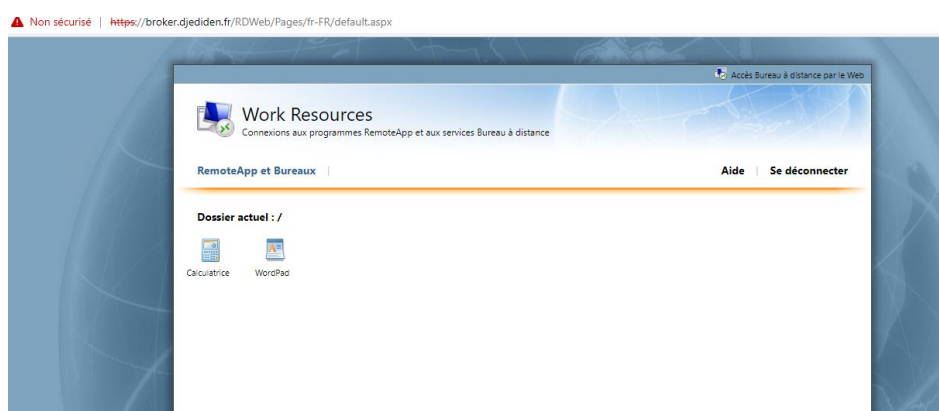 Non sécurisé | https://broker.djediden.fr/RDWeb/Pages/fr-FR/default.aspx
Accès Bureau à distance par le Web
Work Resources
Connexions aux programmes RemoteApp et aux services Bureau à distance
RemoteApp et Bureaux |
Aide | Se déconnecter
Dossier actuel : /
Calculatrice WordPad